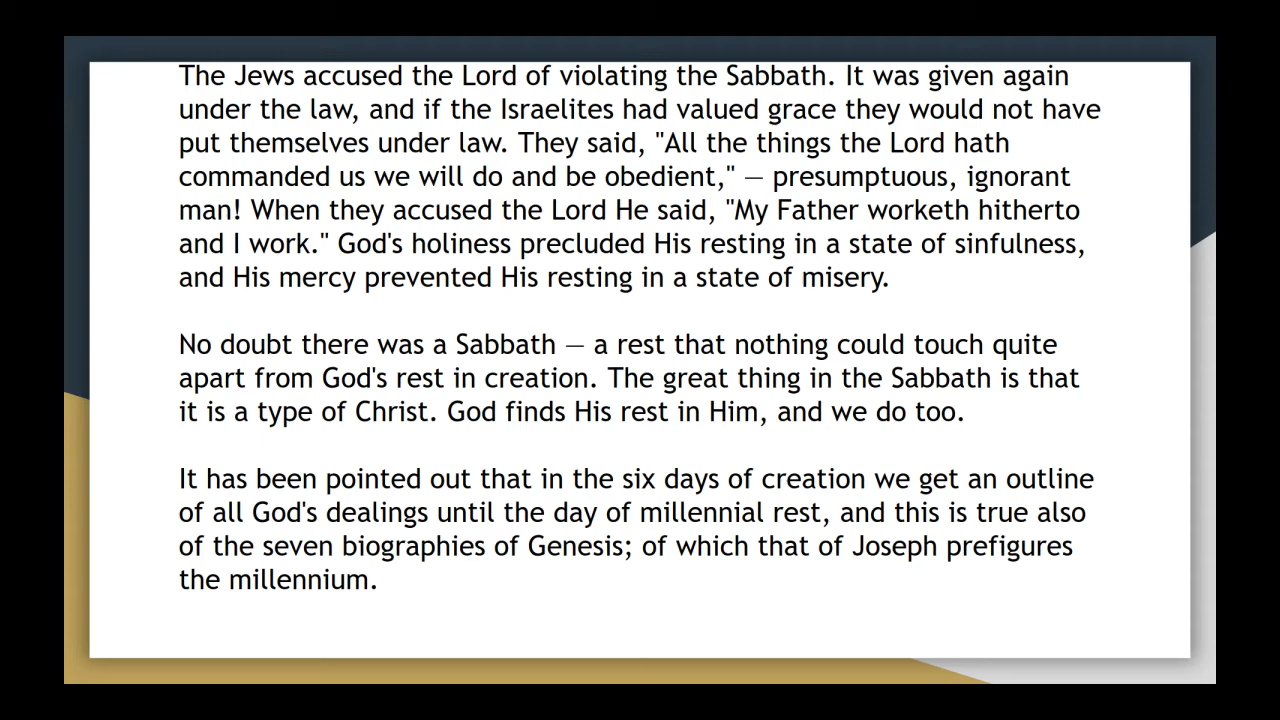 The Jews accused the Lord of violating the Sabbath. It was given again
under the law, and if the Israelites had valued grace they would not have
put themselves under law. They said, "All the things the Lord hath
commanded us we will do and be obedient," — presumptuous, ignorant
man! When they accused the Lord He said, "My Father worketh hitherto
and I work." God's holiness precluded His resting in a state of sinfulness,
and His mercy prevented His resting in a state of misery.
No doubt there was a Sabbath — a rest that nothing could touch quite
apart from God's rest in creation. The great thing in the Sabbath is that
it is a type of Christ. God finds His rest in Him, and we do too.
It has been pointed out that in the six days of creation we get an outline
of all God's dealings until the day of millennial rest, and this is true also
of the seven biographies of Genesis; of which that of Joseph prefigures
the millennium.